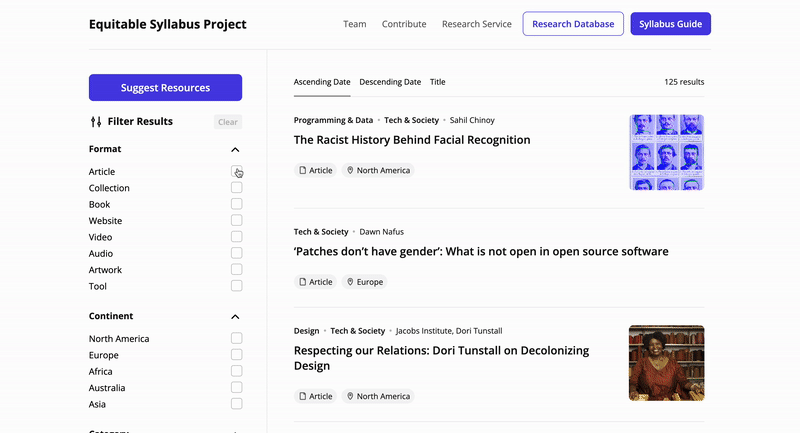 Equitable Syllabus Project
Team
Contribute
Research Service
Research Database
Syllabus Guide
Suggest Resources
Filter Results
Clear
Format
Article
Collection
Book
Website
Video
Audio
Artwork
Tool
Continent
North America
Europe
Africa
Australia
Asia
Category
Ascending Date
Descending Date
Title
125 results
Programming & Data • Tech & Society • Sahil Chinoy
The Racist History Behind Facial Recognition
Article
North America
Tech & Society • Dawn Nafus
‘Patches don’t have gender’: What is not open in open source software
Article
Europe
Design • Tech & Society • Jacobs Institute, Dori Tunstall
Respecting our Relations: Dori Tunstall on Decolonizing
Design
Article
North America